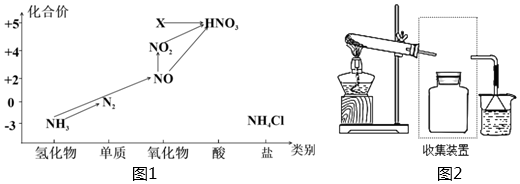 化合价
+5
+4
+2
0
-3
X
HNO₃
NO₂
NO
N₂
NH₃
NH₄Cl
氢化物 单质 氧化物 酸 盐 类别
图1
收集装置
图2